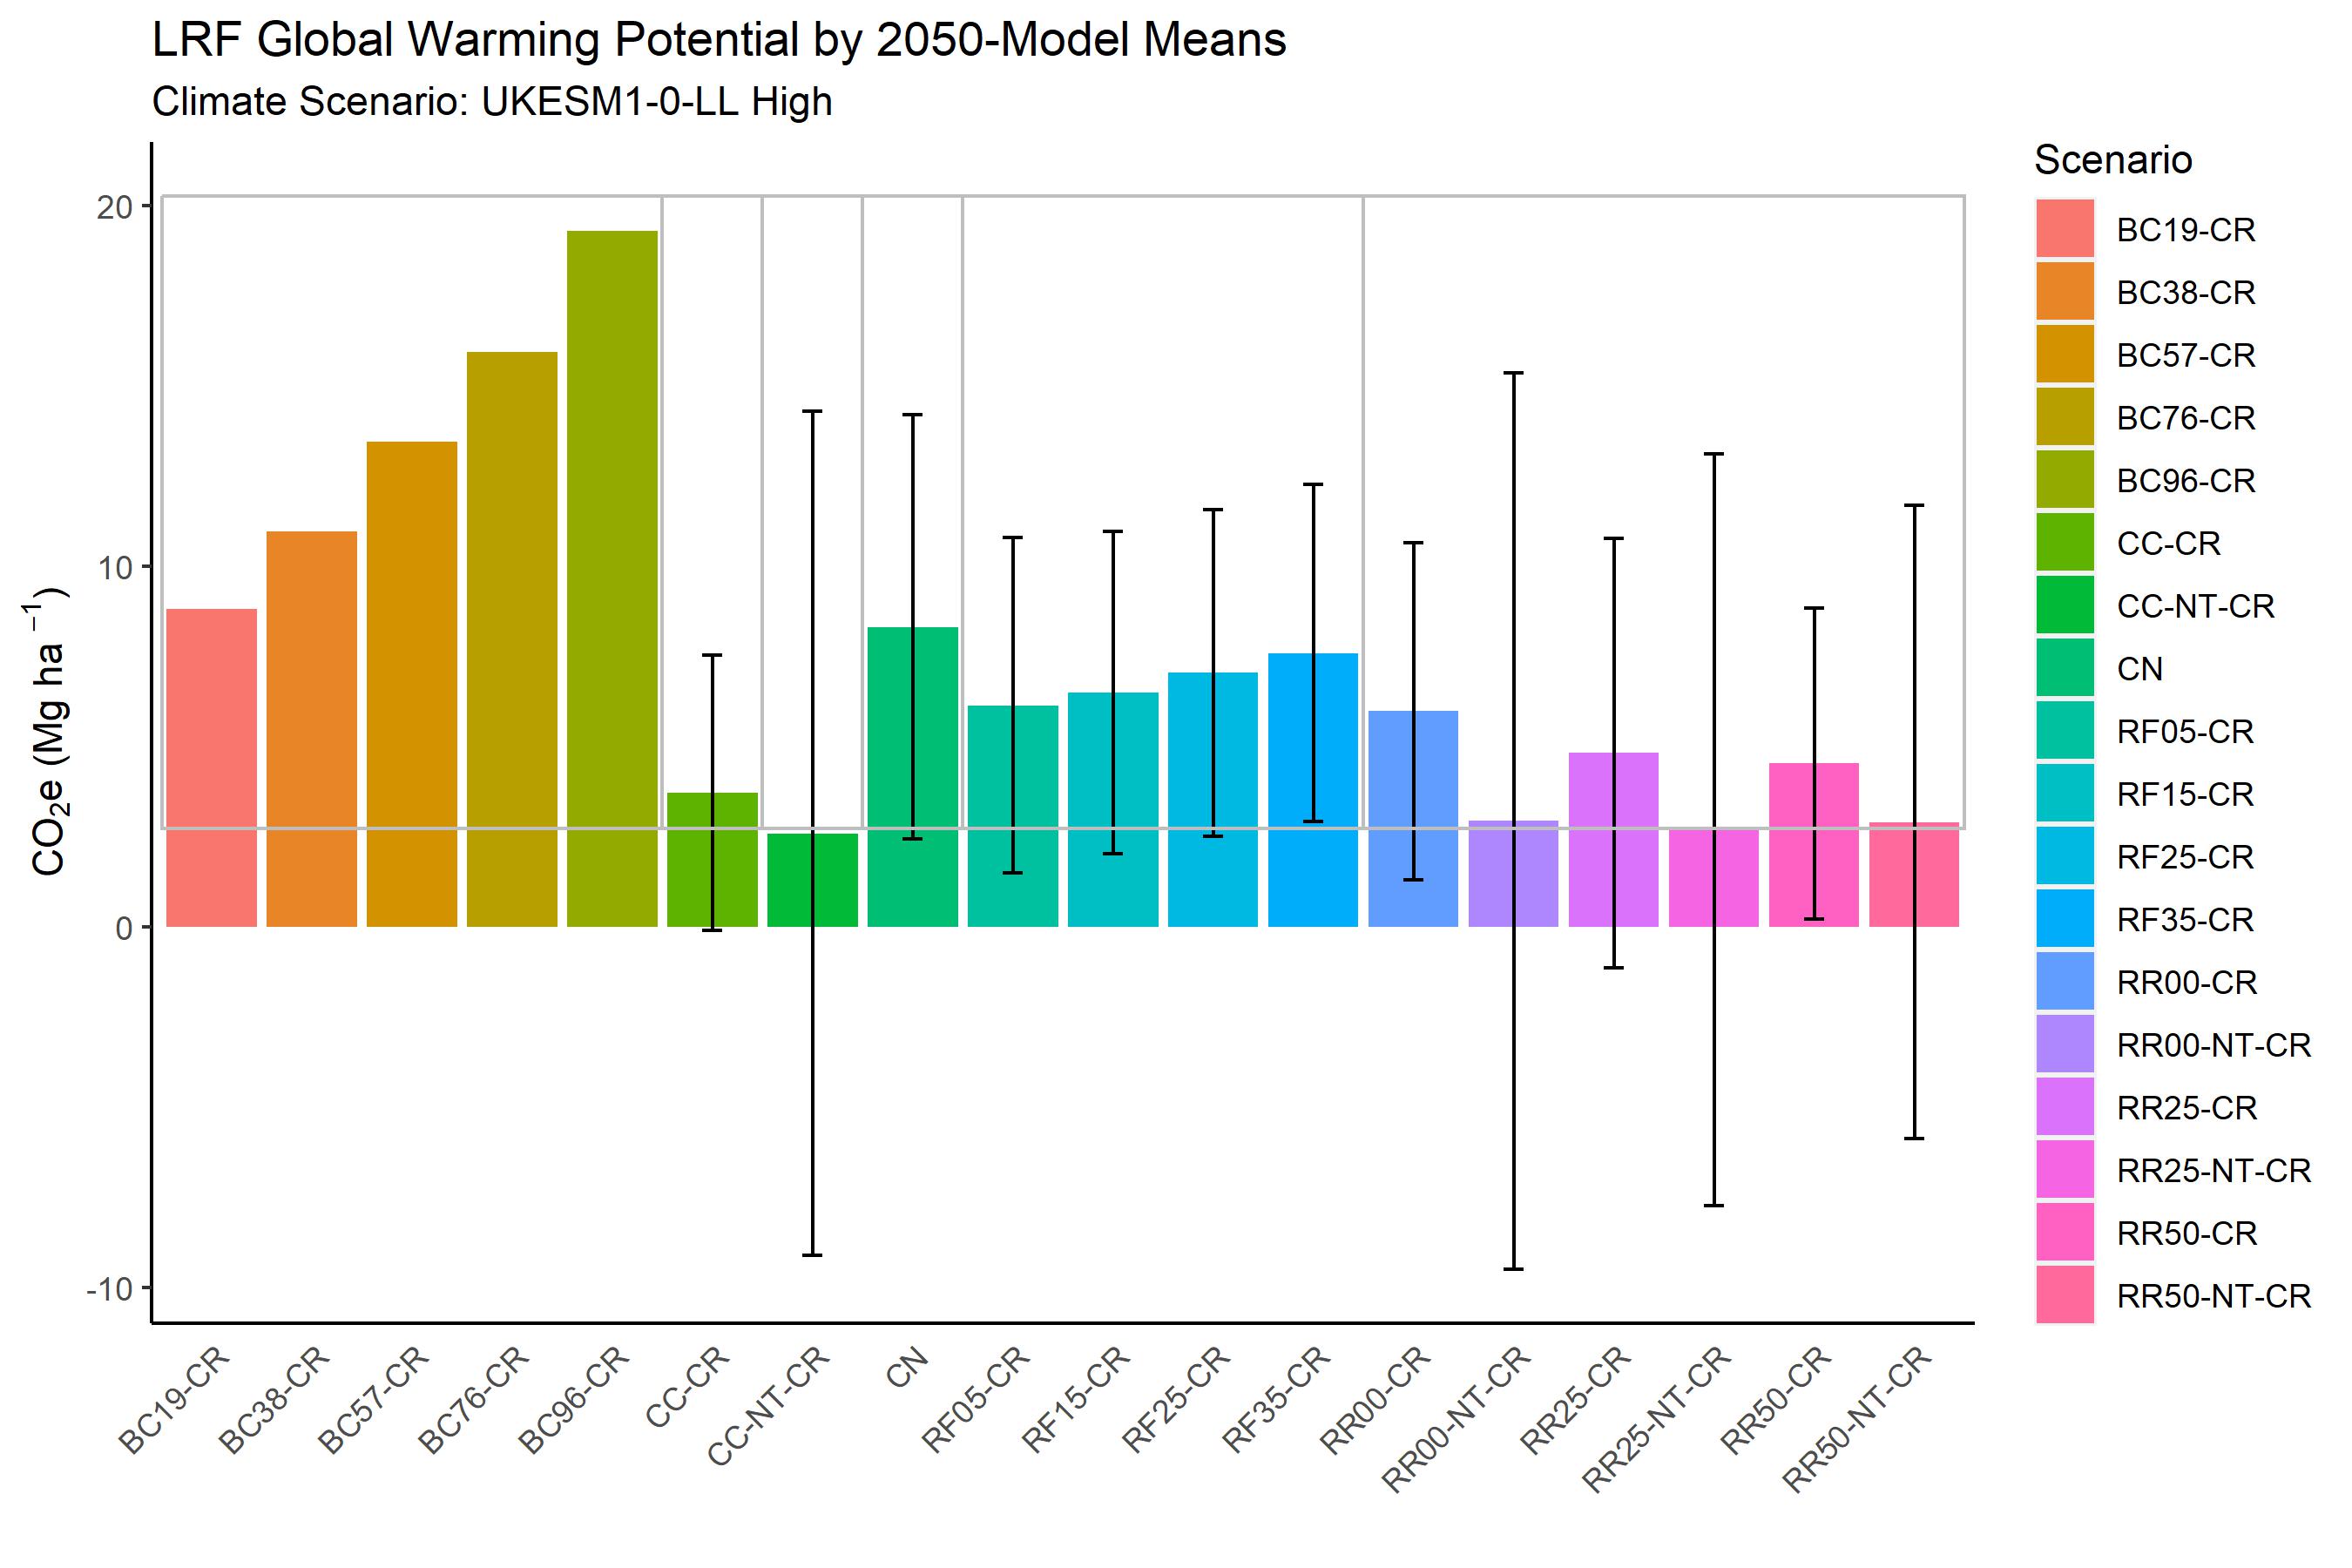 LRF Global Warming Potential by 2050-Model Means
Climate Scenario: UKESM1-0-LL High
CO₂e (Mg ha ⁻¹)
20
10
0
-10
BC19-CR
BC38-CR
BC57-CR
BC76-CR
BC96-CR
CC-CR
CC-NT-CR
CN
RF05-CR
RF15-CR
RF25-CR
RF35-CR
RR00-CR
RR00-NT-CR
RR25-CR
RR25-NT-CR
RR50-CR
RR50-NT-CR
Scenario
BC19-CR
BC38-CR
BC57-CR
BC76-CR
BC96-CR
CC-CR
CC-NT-CR
CN
RF05-CR
RF15-CR
RF25-CR
RF35-CR
RR00-CR
RR00-NT-CR
RR25-CR
RR25-NT-CR
RR50-CR
RR50-NT-CR